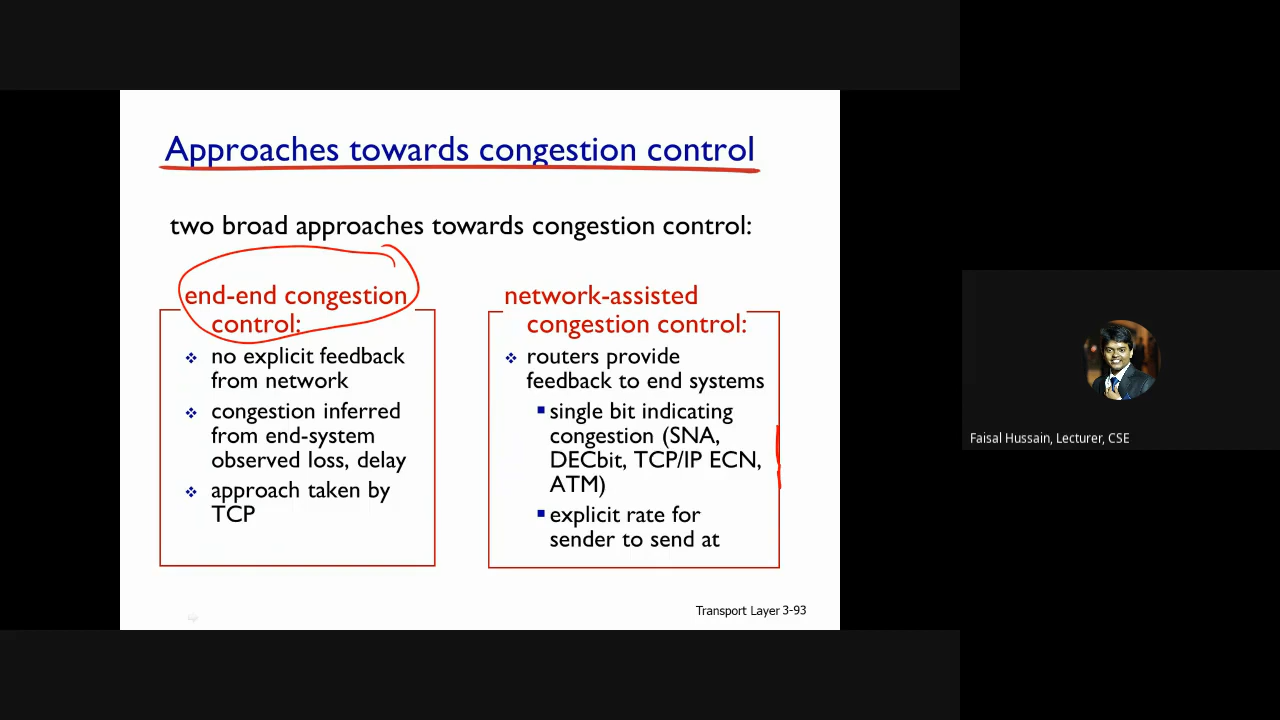 Approaches towards congestion control
two broad approaches towards congestion control:
end-end congestion
control:
❖ no explicit feedback
from network
❖ congestion inferred
from end-system
observed loss, delay
❖ approach taken by
TCP
network-assisted
congestion control:
❖ routers provide
feedback to end systems
▪ single bit indicating
congestion (SNA,
DECbit, TCP/IP ECN,
ATM)
▪ explicit rate for
sender to send at
Transport Layer 3-93
Faisal Hussain, Lecturer, CSE